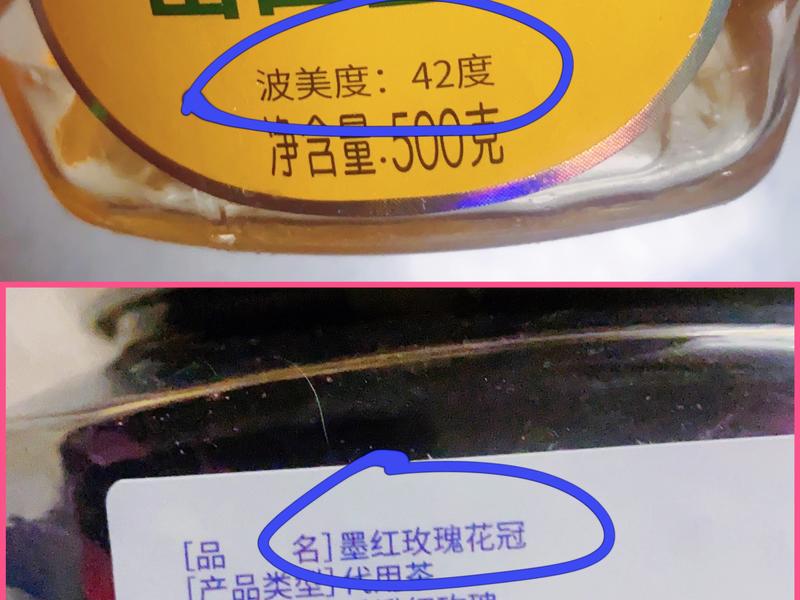 波美度：42度
净含量:500克
[品 名]墨红玫瑰花冠
[产品类型]代用茶